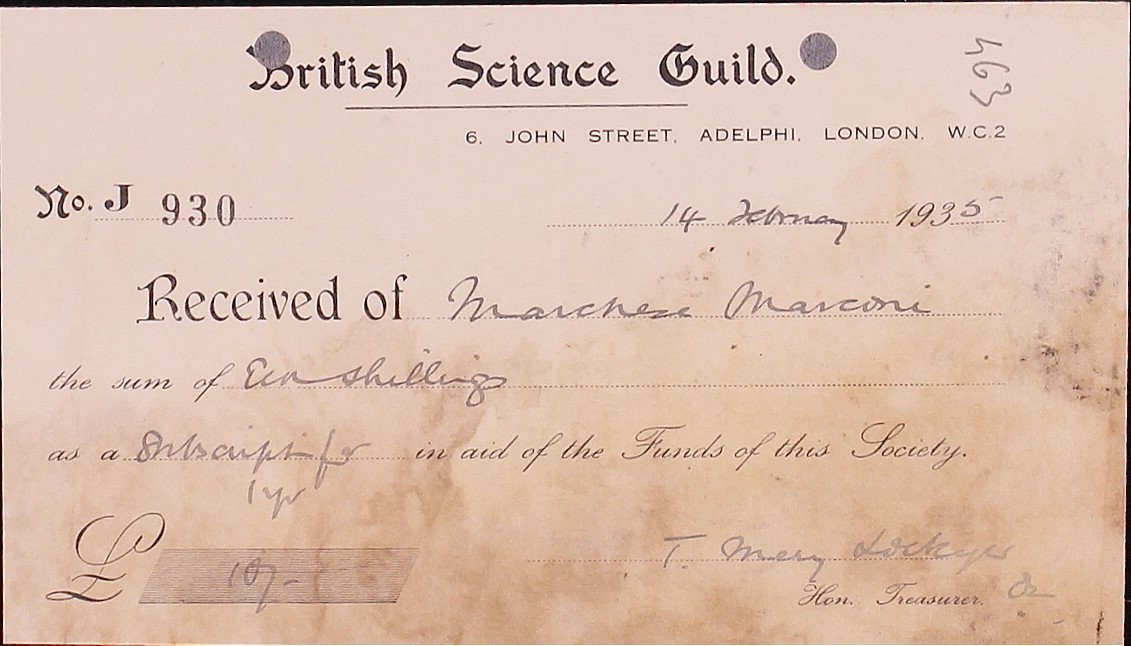 British Science Guild.
463
6, JOHN STREET, ADELPHI, LONDON, W.C.2
No. J 930
14 February 1935
Received of Marchese Marconi
the sum of Ten shillings
as a Subscript for in aid of the Funds of this Society.
1 yr
£ 10/-
T. Mary Lockyer
Hon. Treasurer.